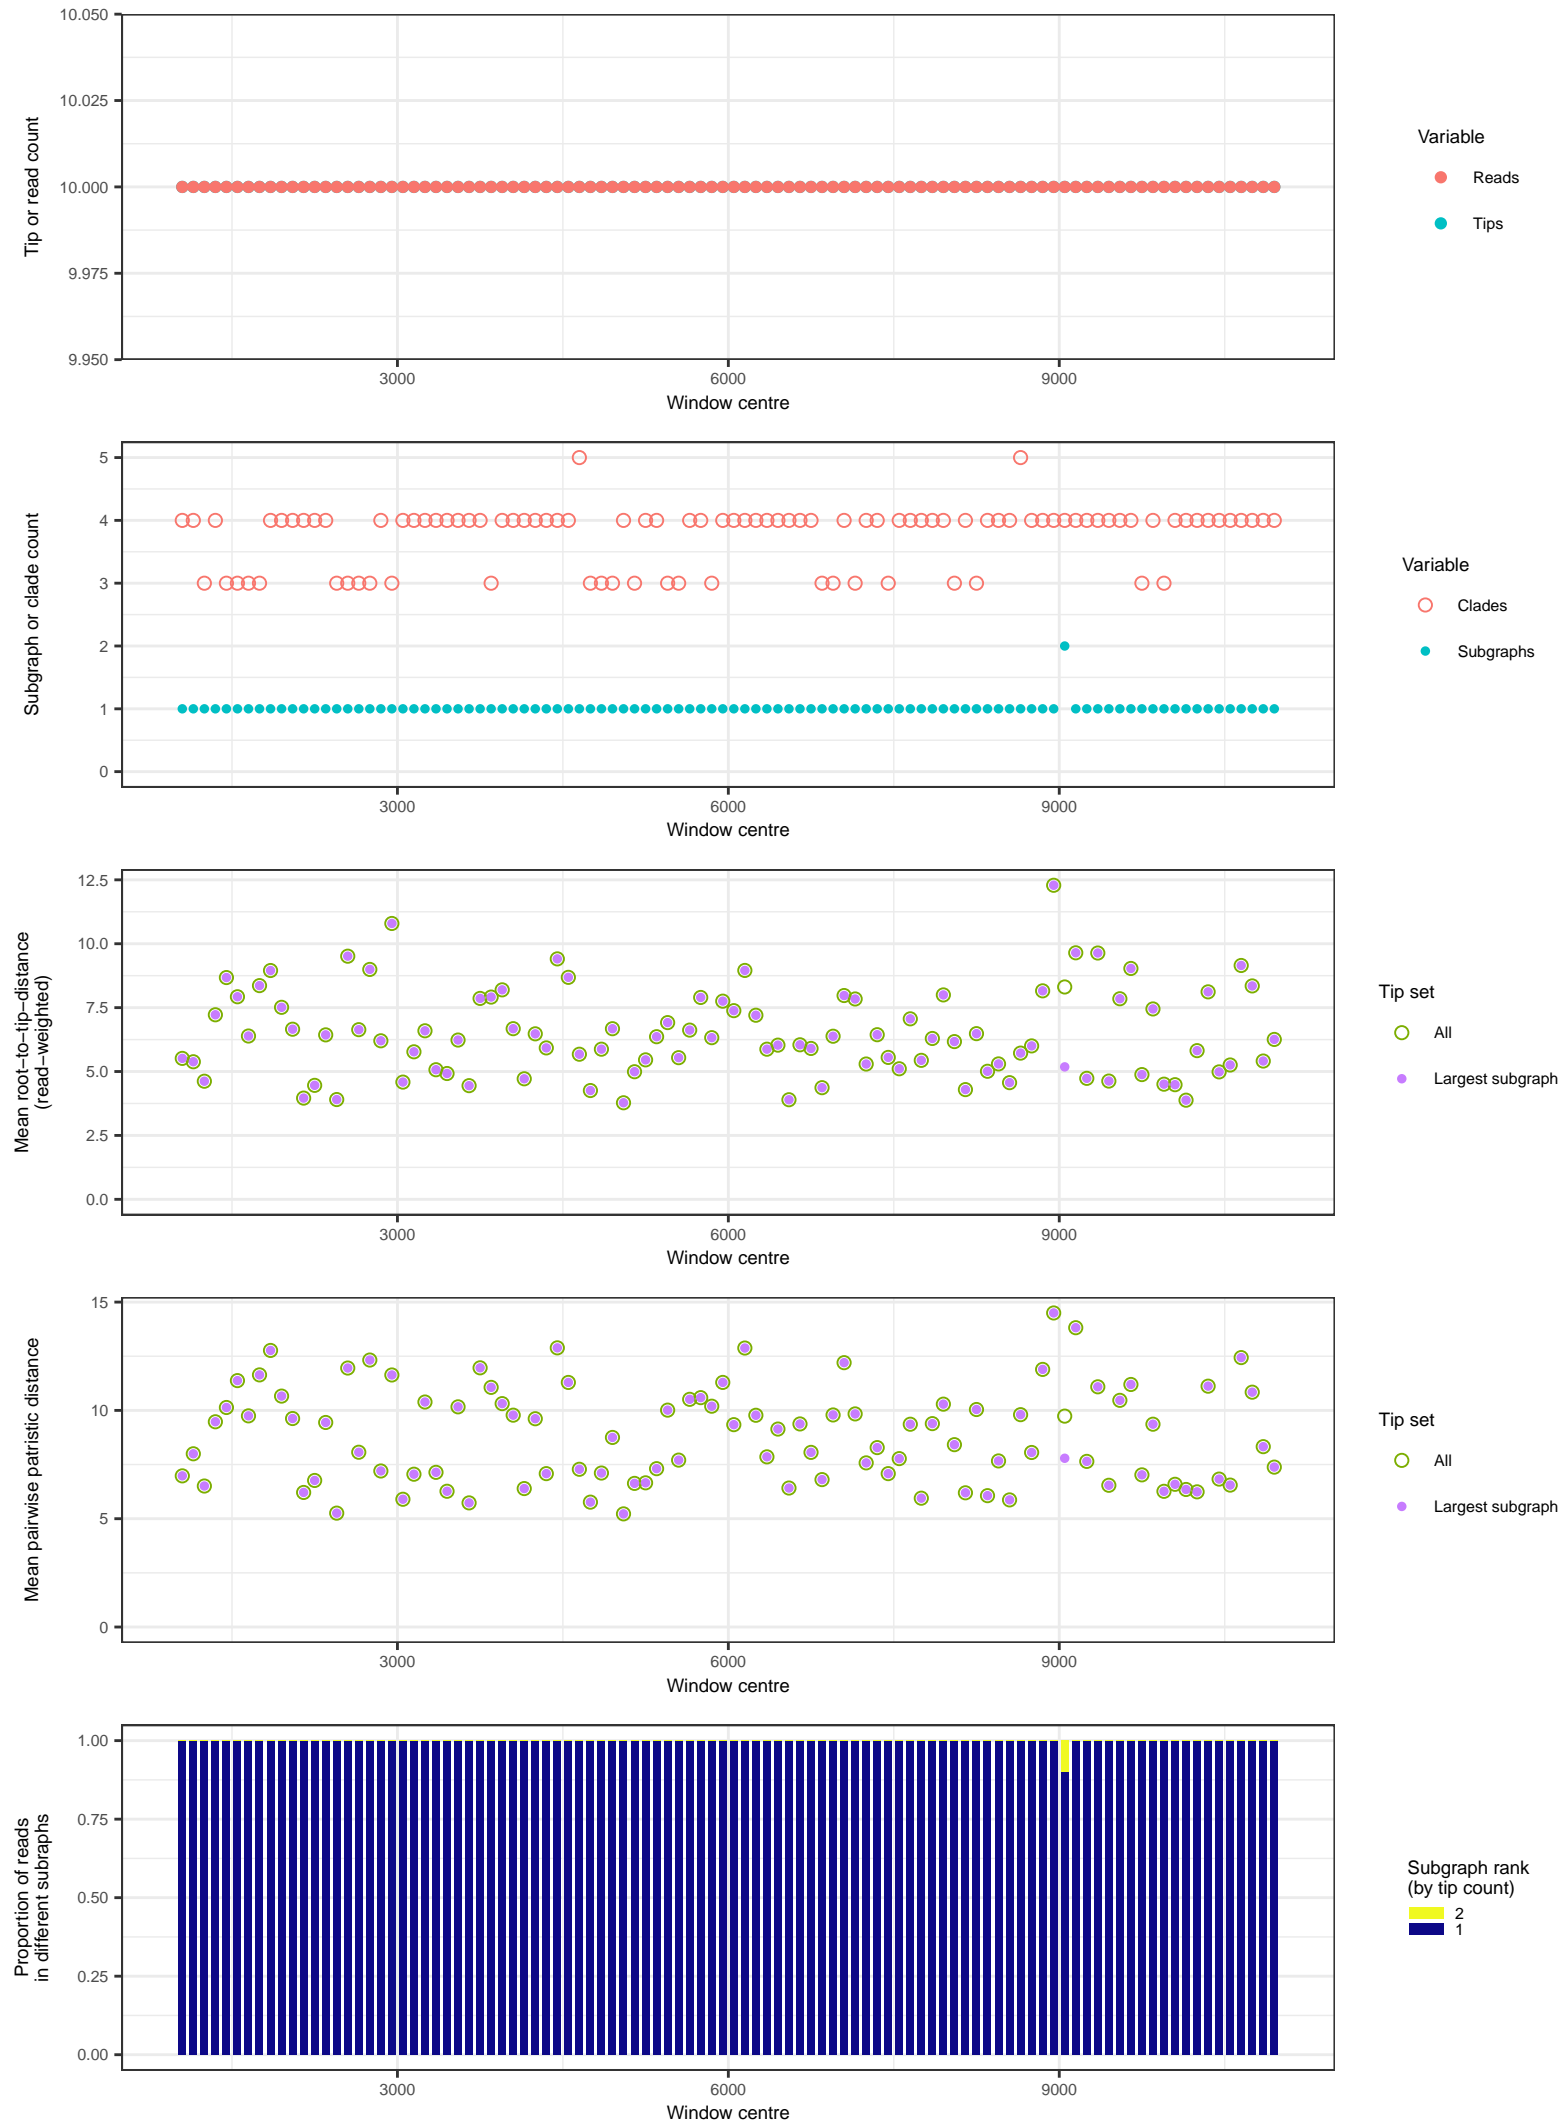 10.050
10.025
10.000
9.975
9.950
Tip or read count
3000
6000
9000
Window centre
Variable
Reads
Tips
5
4
3
2
1
0
Subgraph or clade count
3000
6000
9000
Window centre
Variable
Clades
Subgraphs
12.5
10.0
7.5
5.0
2.5
0.0
Mean root−to−tip−distance
(read−weighted)
3000
6000
9000
Window centre
Tip set
All
Largest subgraph
15
10
5
0
Mean pairwise patristic distance
3000
6000
9000
Window centre
Tip set
All
Largest subgraph
1.00
0.75
0.50
0.25
0.00
Proportion of reads
in different subraphs
3000
6000
9000
Window centre
Subgraph rank
(by tip count)
2
1